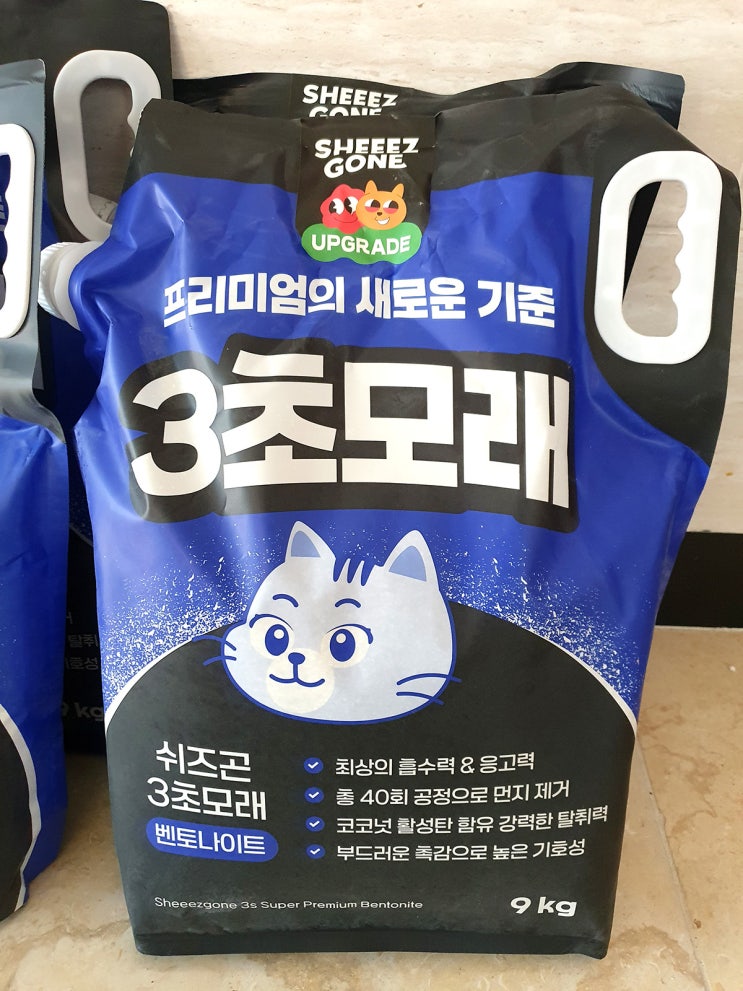 SHEEEZ
GONE
SHEEEZ
GONE
UPGRADE
프리미엄의 새로운 기준
3초모래
쉬즈곤
3초모래
벤토나이트
최상의 흡수력 & 응고력
총 40회 공정으로 먼지 제거
코코넛 활성탄 함유 강력한 탈취력
부드러운 촉감으로 높은 기호성
Sheeezgone 3s Super Premium Bentonite
9 kg
탈취
9 kg